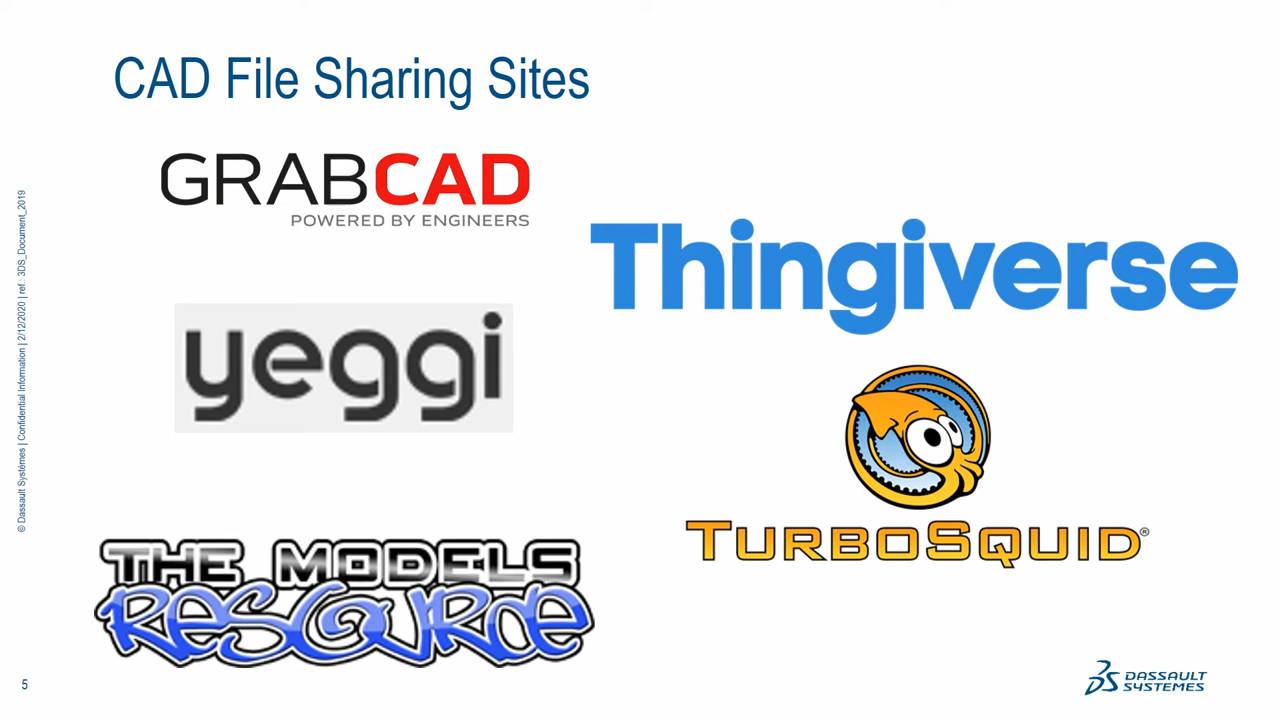 CAD File Sharing Sites
GRABCAD
POWERED BY ENGINEERS
Thingiverse
yeggi
TURBOSQUID®
THE MODELS
RESOURCE
© Dassault Systèmes | Confidential Information | 2/12/2020 | ref.: 3DS_Document_2019
5
DASSAULT
SYSTEMES